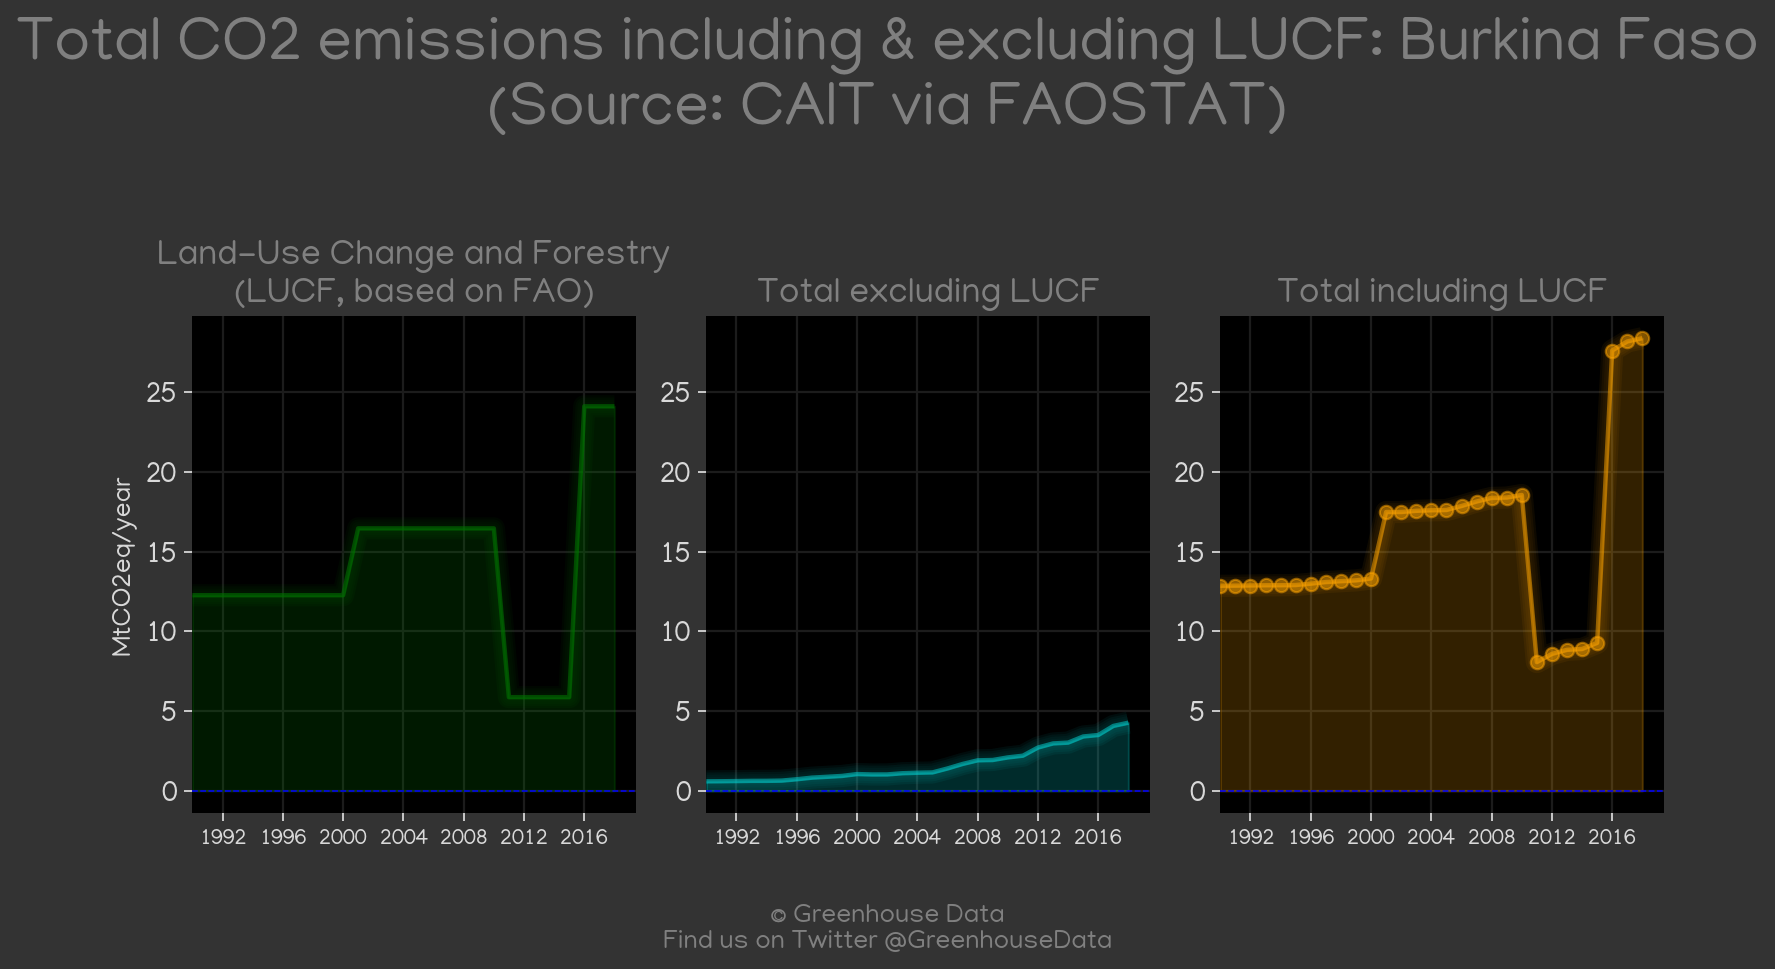 Total CO2 emissions including & excluding LUCF: Burkina Faso
(Source: CAIT via FAOSTAT)
Land-Use Change and Forestry
(LUCF, based on FAO)
MtCO2eq/year
25
20
15
10
5
0
1992 1996 2000 2004 2008 2012 2016
Total excluding LUCF
25
20
15
10
5
0
1992 1996 2000 2004 2008 2012 2016
Total including LUCF
25
20
15
10
5
0
1992 1996 2000 2004 2008 2012 2016
© Greenhouse Data
Find us on Twitter @GreenhouseData